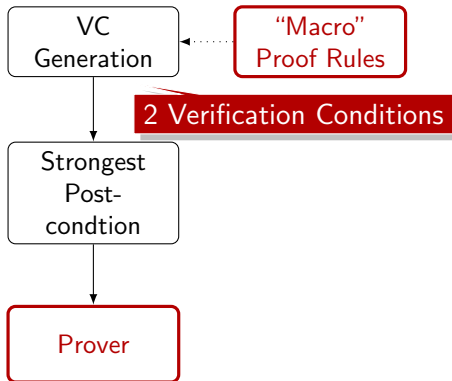 VC
Generation
“Macro”
Proof Rules
2 Verification Conditions
Strongest
Post-
condtion
Prover